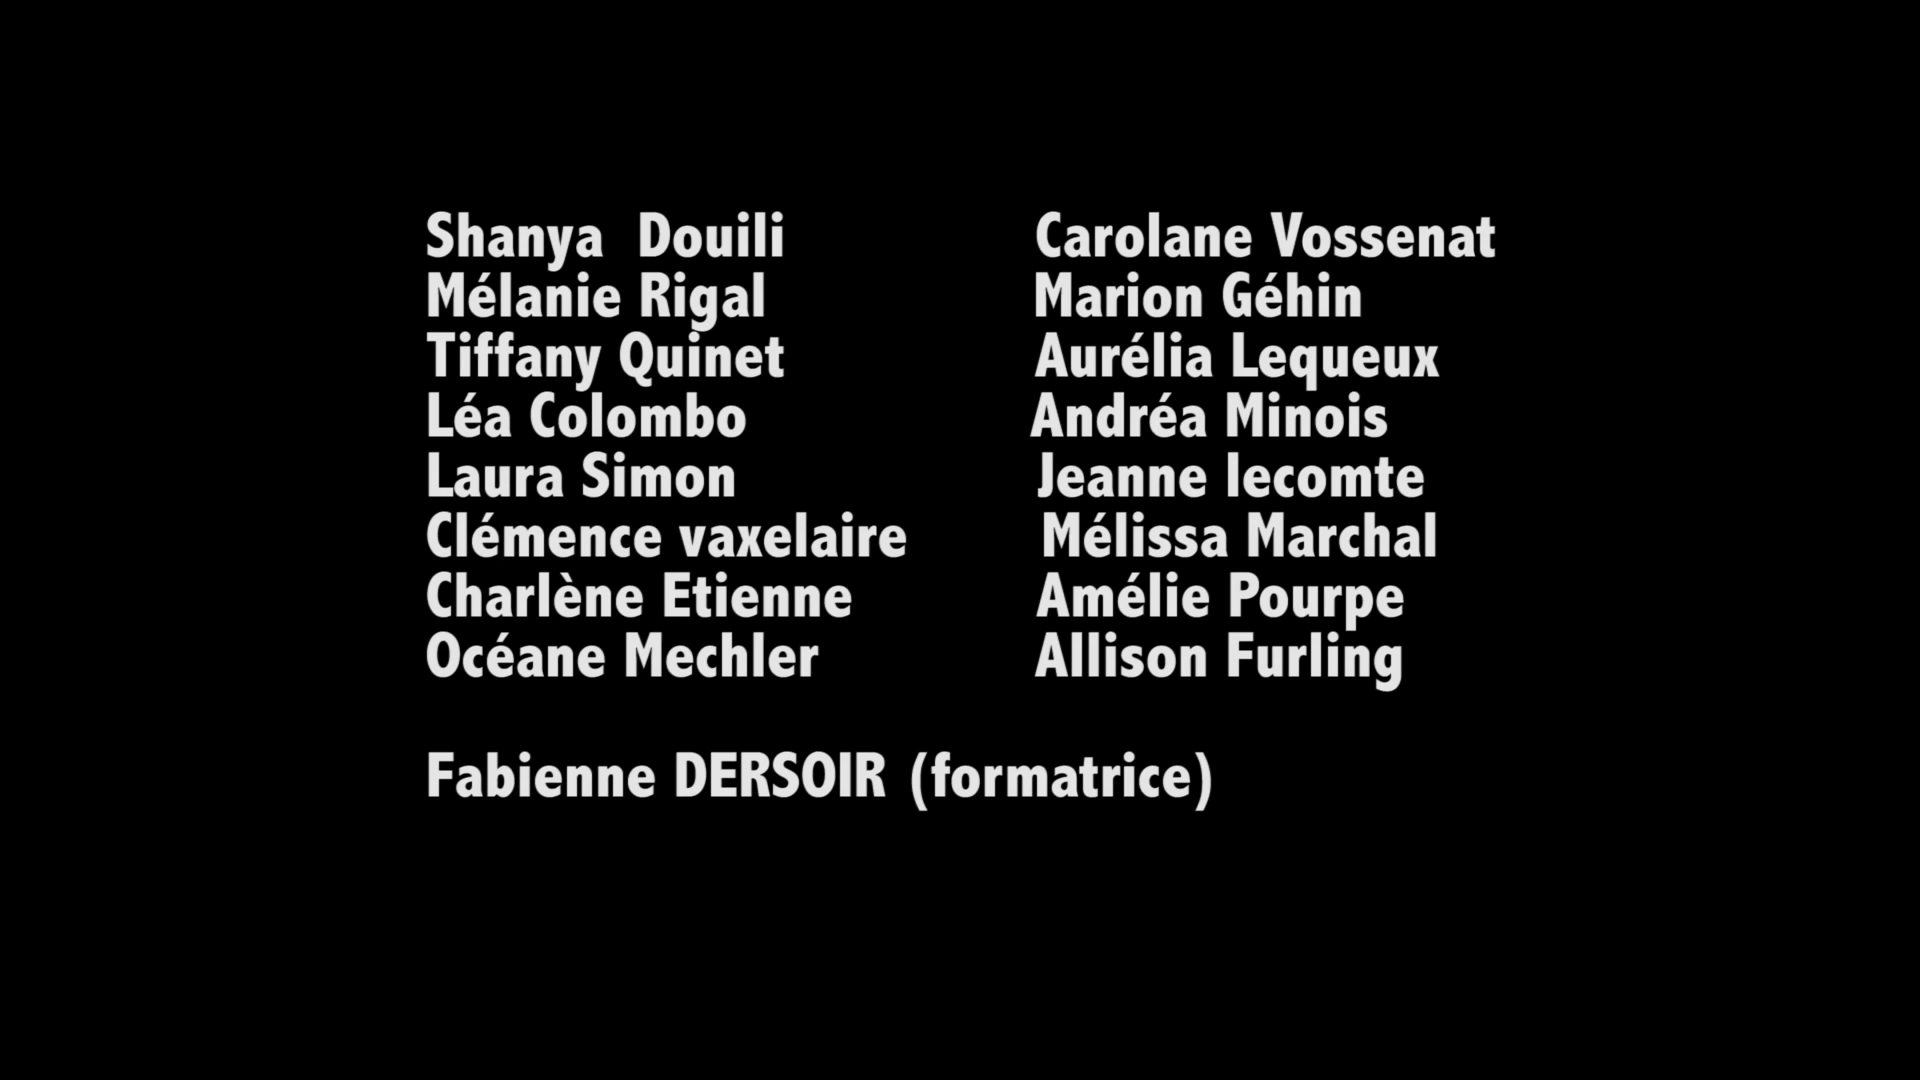 Shanya  Douili Carolane Vossenat
Mélanie Rigal Marion Géhin
Tiffany Quinet Aurélia Lequeux
Léa Colombo Andréa Minois
Laura Simon Jeanne lecomte
Clémence vaxelaire Mélissa Marchal
Charlène Etienne Amélie Pourpe
Océane Mechler Allison Furling
Fabienne DERSOIR (formatrice)